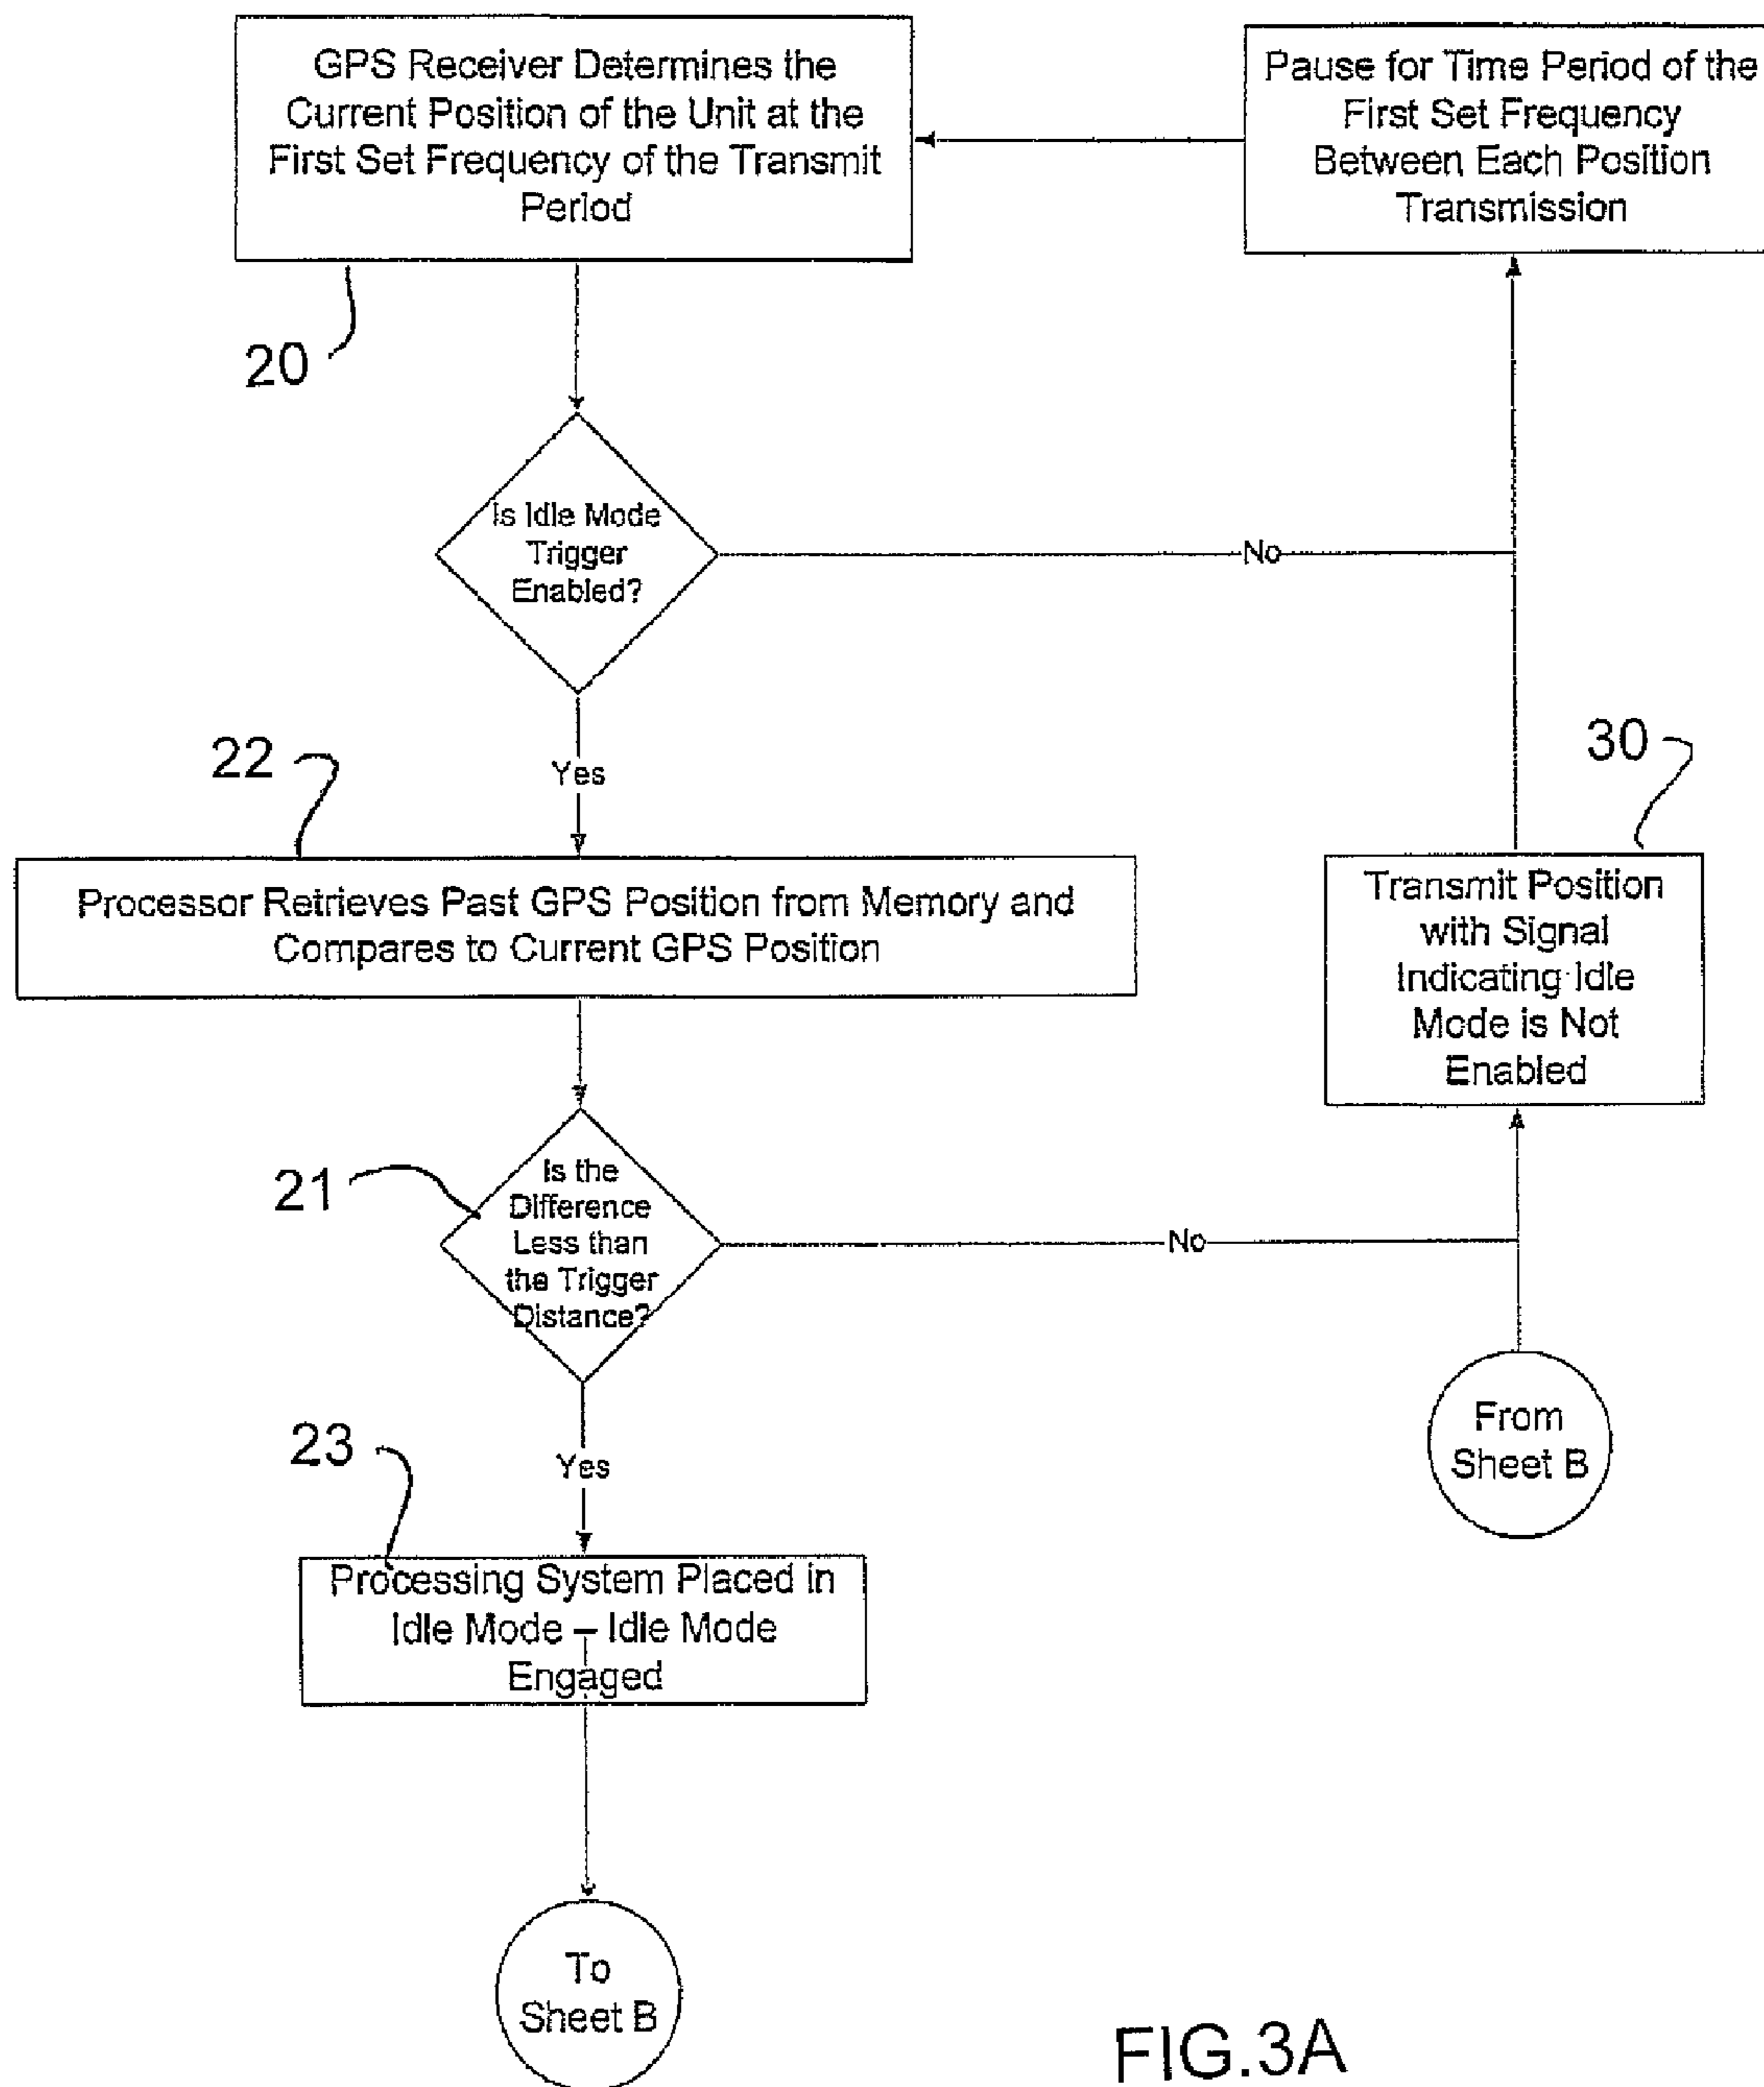 GPS Receiver Determines the
Current Position of the Unit at the
First Set Frequency of the Transmit
Period
Pause for Time Period of the
First Set Frequency
Between Each Position
Transmission
20
Is Idle Mode
Trigger
Enabled?
No
Yes
22
30
Processor Retrieves Past GPS Position from Memory and
Compares to Current GPS Position
Transmit Position
with Signal
Indicating Idle
Mode is Not
Enabled
21
Is the
Difference
Less than
the Trigger
Distance?
No
Yes
From
Sheet B
23
Processing System Placed in
Idle Mode – Idle Mode
Engaged
To
Sheet B
FIG.3A